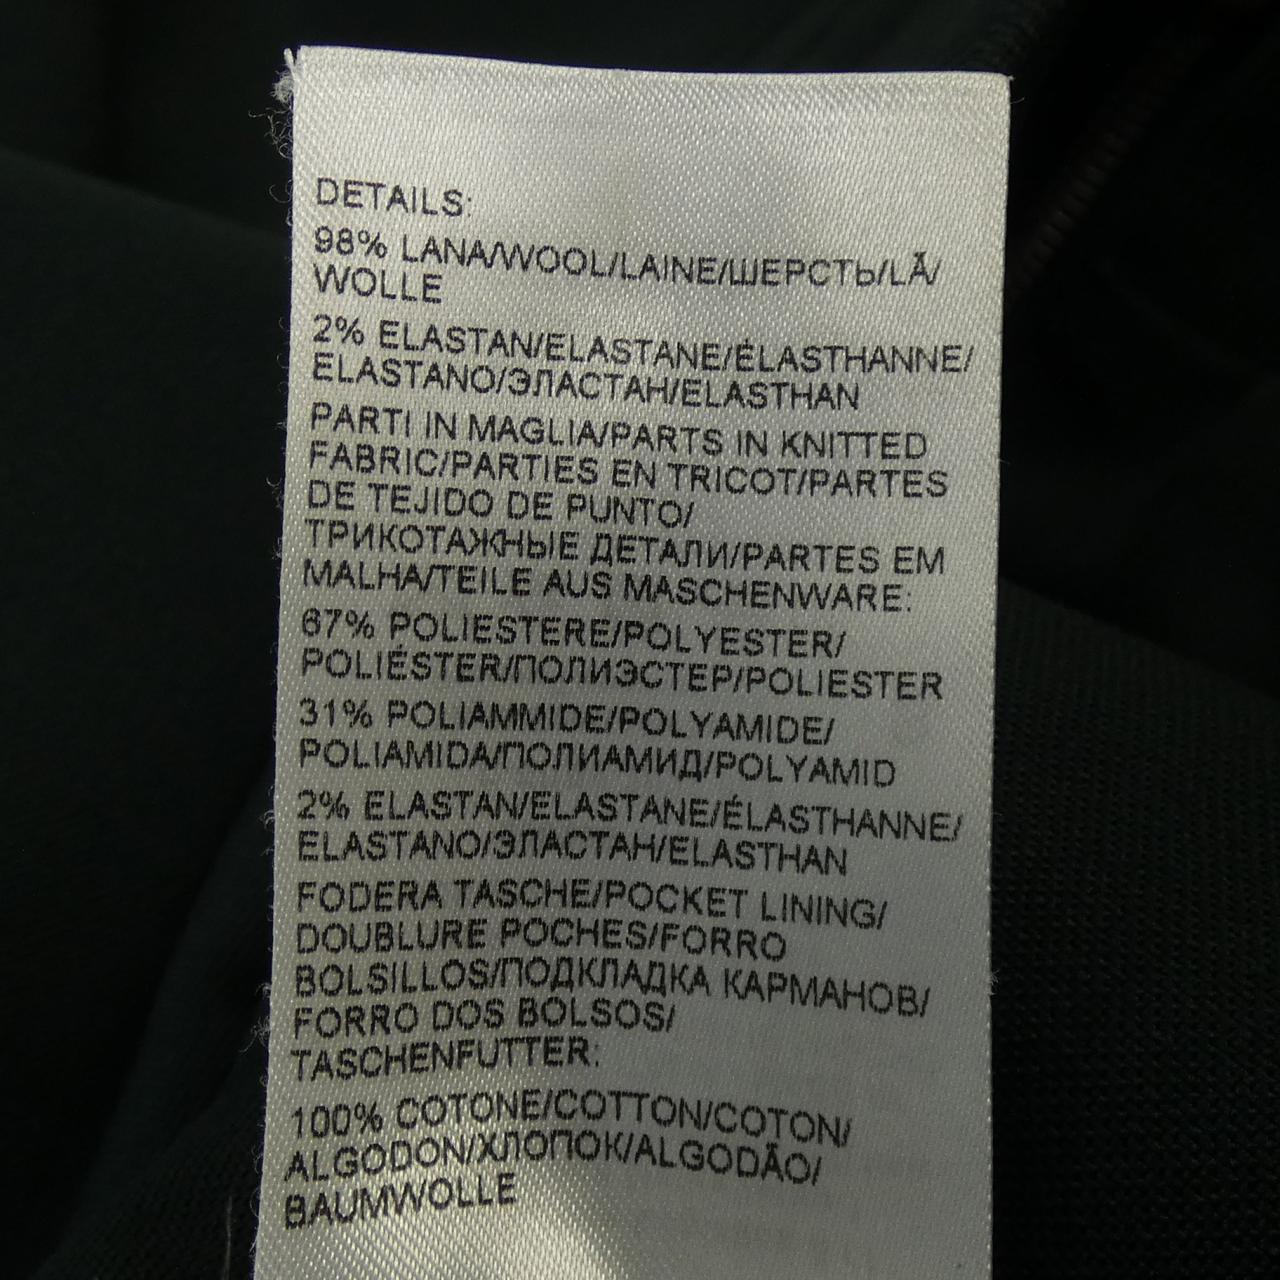 DETAILS:
98% LANA/WOOL/LAINE/ШЕРСТЬ/LÃ/
WOLLE
2% ELASTAN/ELASTANE/ÉLASTHANNE/
ELASTANO/ЭЛАСТАН/ELASTHAN
PARTI IN MAGLIA/PARTS IN KNITTED
FABRIC/PARTIES EN TRICOT/PARTES
DE TEJIDO DE PUNTO/
ТРИКОТАЖНЫЕ ДЕТАЛИ/PARTES EM
MALHA/TEILE AUS MASCHENWARE:
67% POLIESTERE/POLYESTER/
POLIÉSTER/ПОЛИЭСТЕР/POLIESTER
31% POLIAMMIDE/POLYAMIDE/
POLIAMIDA/ПОЛИАМИД/POLYAMID
2% ELASTAN/ELASTANE/ÉLASTHANNE/
ELASTANO/ЭЛАСТАН/ELASTHAN
FODERA TASCHE/POCKET LINING/
DOUBLURE POCHES/FORRO
BOLSILLOS/ПОДКЛАДКА КАРМАНОВ/
FORRO DOS BOLSOS/
TASCHENFUTTER:
100% COTONE/COTTON/COTON/
ALGODON/ХЛОПОК/ALGODÃO/
BAUMWOLLE